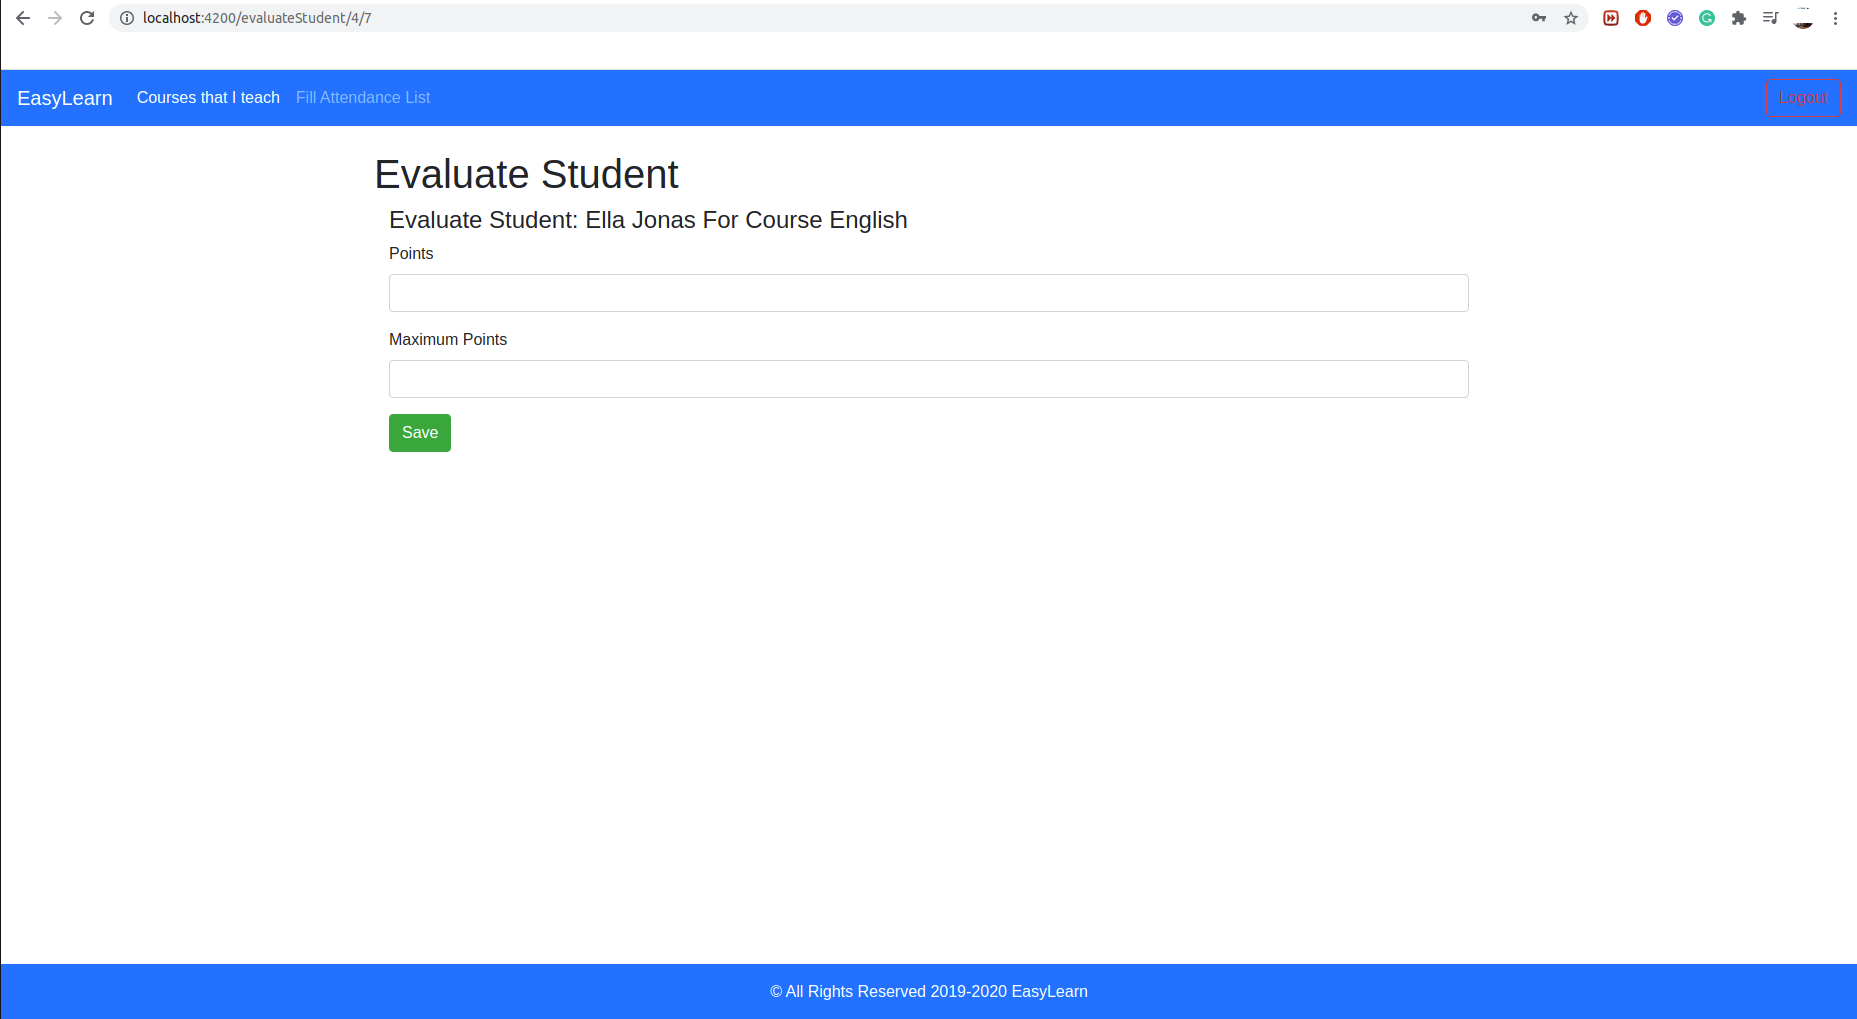 localhost:4200/evaluateStudent/4/7
EasyLearn Courses that I teach Fill Attendance List Logout
Evaluate Student
Evaluate Student: Ella Jonas For Course English
Points
Maximum Points
Save
© All Rights Reserved 2019-2020 EasyLearn